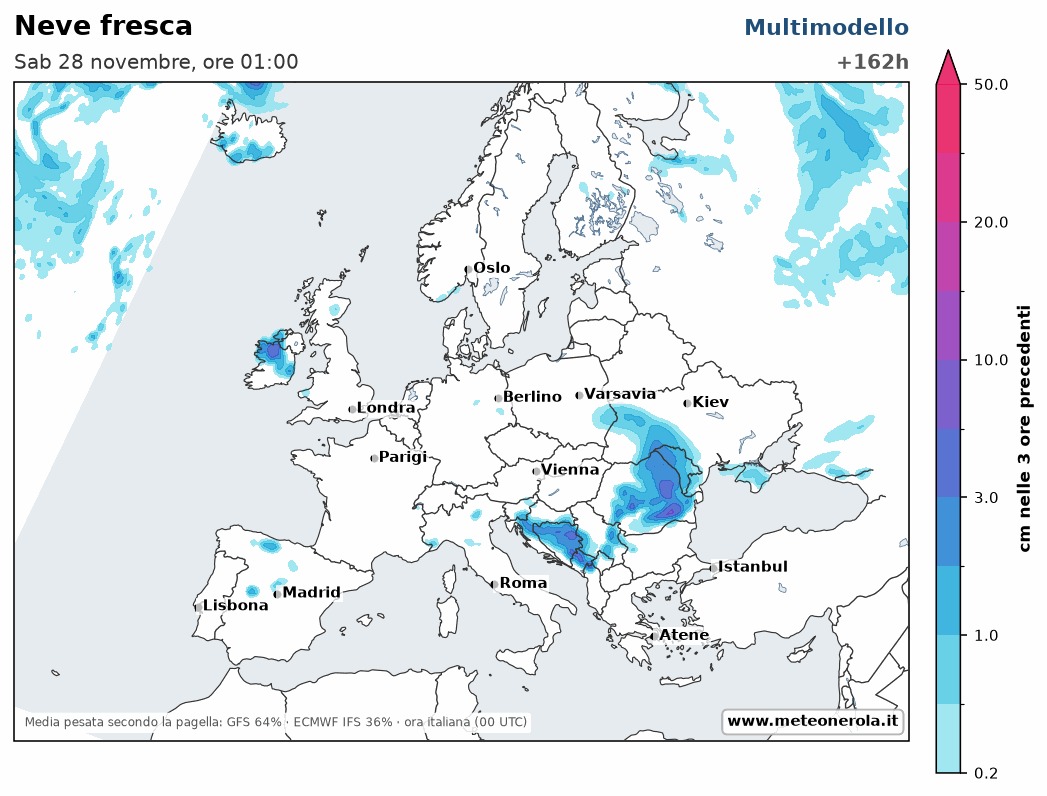 Neve fresca
Multimodello
Sab 28 novembre, ore 01:00
+162h
50.0
20.0
10.0
3.0
1.0
0.2
cm nelle 3 ore precedenti
Oslo
Berlino
Varsavia
Kiev
Londra
Parigi
Vienna
Istanbul
Roma
Madrid
Lisbona
Atene
Media pesata secondo la pagella: GFS 64% · ECMWF IFS 36% · ora italiana (00 UTC)
www.meteonerola.it